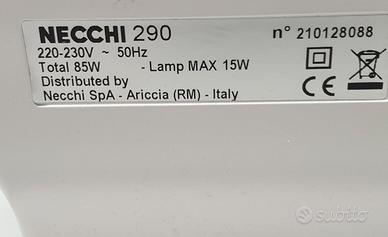 NECCHI 290 n° 210128088
220-230V ~ 50Hz
Total 85W - Lamp MAX 15W
Distributed by
Necchi SpA - Ariccia (RM) - Italy
CE
subito